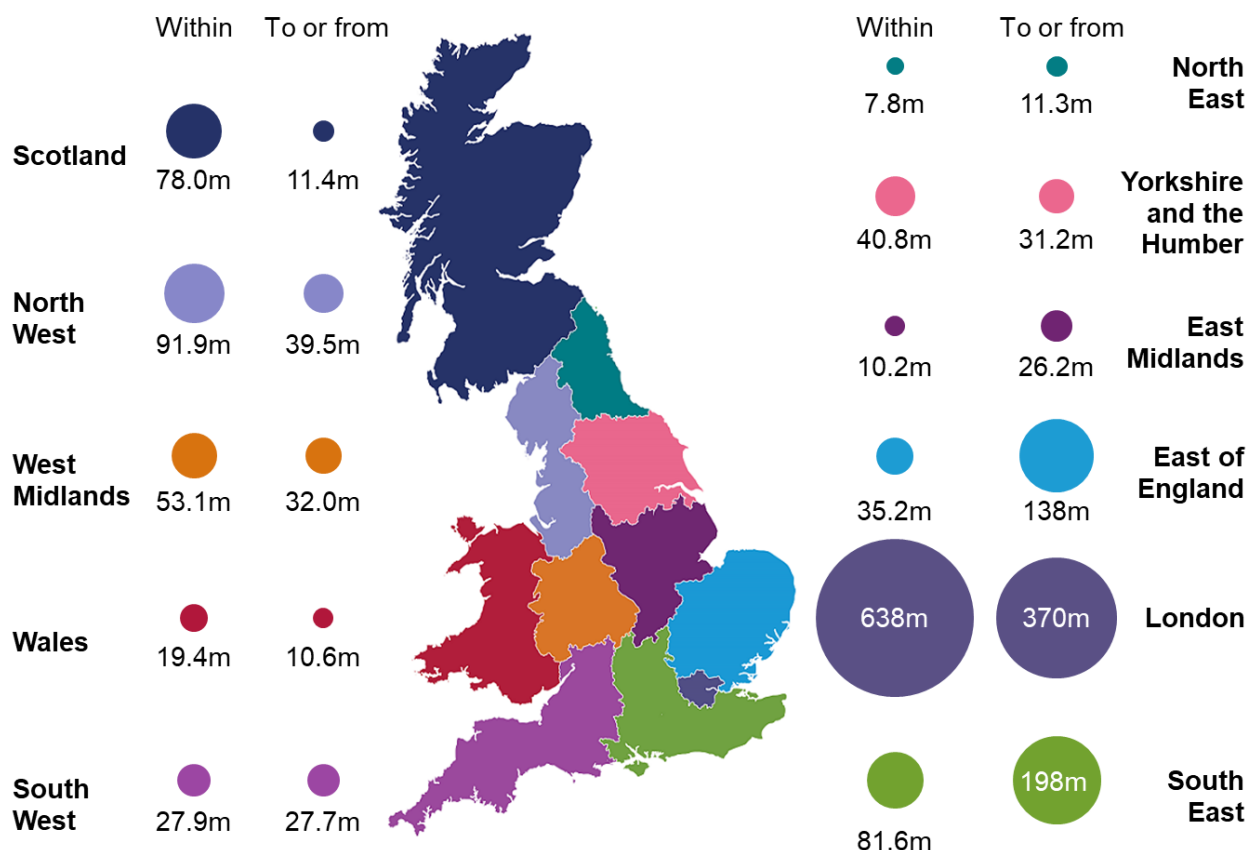 Within To or from
Scotland
78.0m 11.4m
North
West
91.9m 39.5m
West
Midlands
53.1m 32.0m
Wales
19.4m 10.6m
South
West
27.9m 27.7m
Within To or from
North
East
7.8m 11.3m
Yorkshire
and the
Humber
40.8m 31.2m
East
Midlands
10.2m 26.2m
East of
England
35.2m 138m
638m 370m London
198m
South
East
81.6m